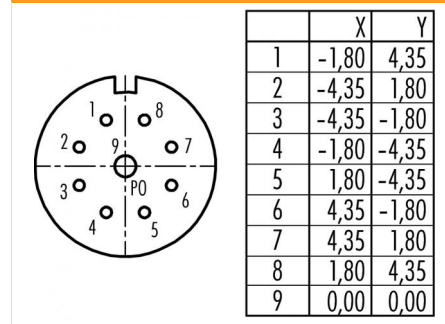 X Y
1 -1,80 4,35
2 -4,35 1,80
3 -4,35 -1,80
4 -1,80 -4,35
5 1,80 -4,35
6 4,35 -1,80
7 4,35 1,80
8 1,80 4,35
9 0,00 0,00
1 8
2 9 7
3 PO 6
4 5